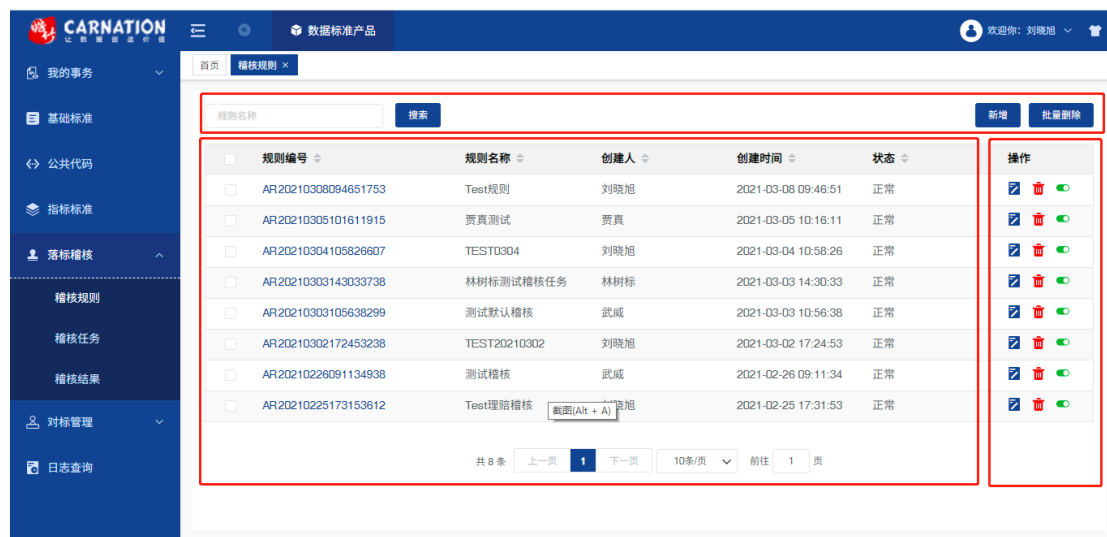 CARNATION 数据标准产品 欢迎你: 刘晓旭
让数据创造价值
我的事务
基础标准
公共代码
指标标准
落标稽核
稽核规则
稽核任务
稽核结果
对标管理
日志查询
首页 稽核规则 ×
规则名称 搜索 新增 批量删除
规则编号 规则名称 创建人 创建时间 状态 操作
AR20210308094651753 Test规则 刘晓旭 2021-03-08 09:46:51 正常
AR20210305101611915 贾真测试 贾真 2021-03-05 10:16:11 正常
AR20210304105826607 TEST0304 刘晓旭 2021-03-04 10:58:26 正常
AR20210303143033738 林树标测试稽核任务 林树标 2021-03-03 14:30:33 正常
AR20210303105638299 测试默认稽核 武威 2021-03-03 10:56:38 正常
AR20210302172453238 TEST20210302 刘晓旭 2021-03-02 17:24:53 正常
AR20210226091134938 测试稽核 武威 2021-02-26 09:11:34 正常
AR20210225173153612 Test理赔稽核 晓旭 2021-02-25 17:31:53 正常
截图(Alt + A)
共 8 条 上一页 1 下一页 10条/页 前往 1 页